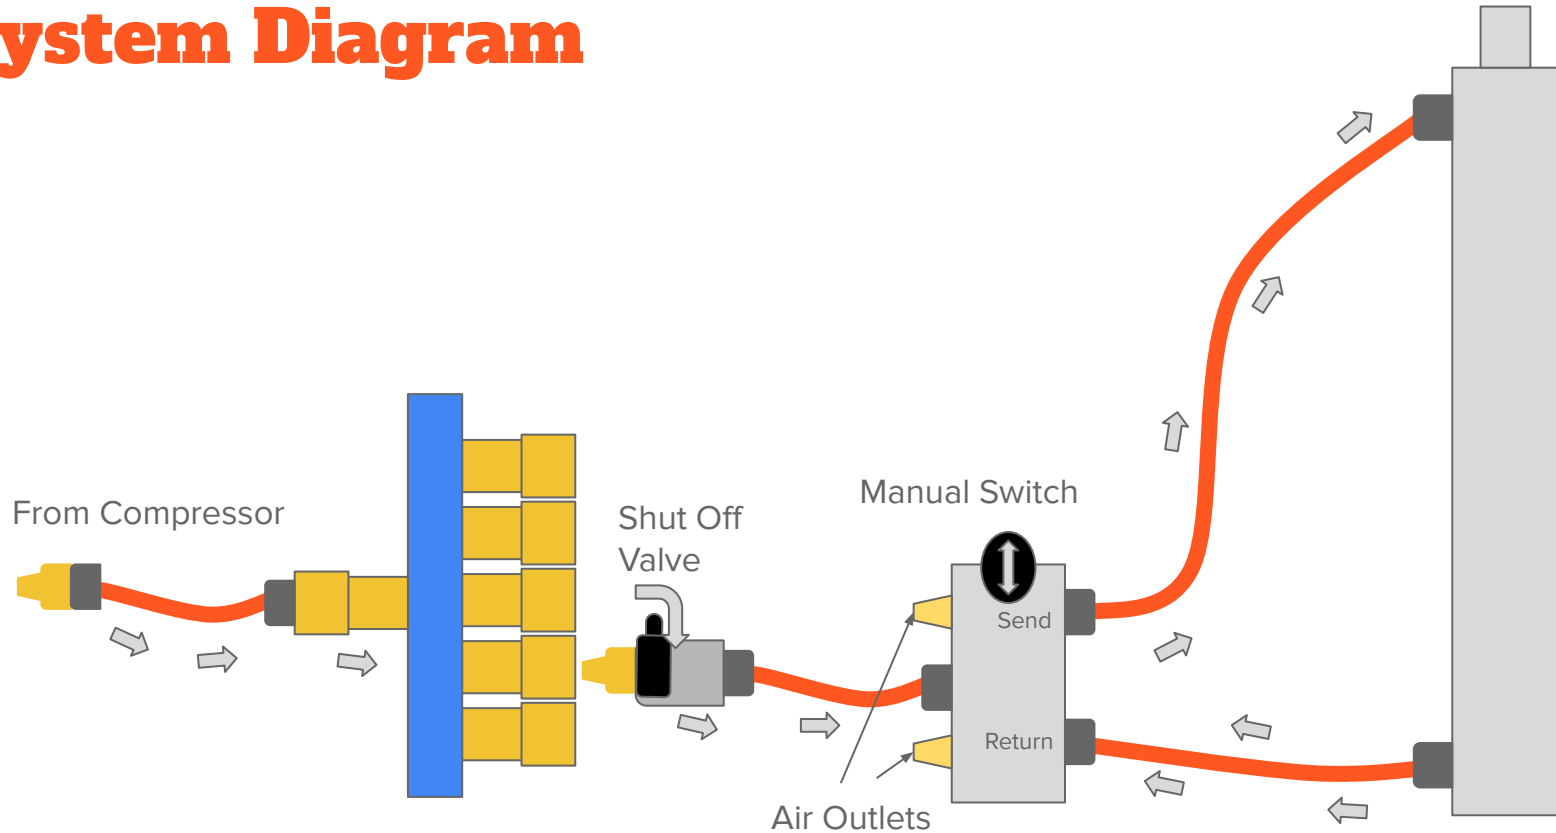 ystem Diagram
From Compressor
Shut Off
Valve
Manual Switch
Send
Return
Air Outlets